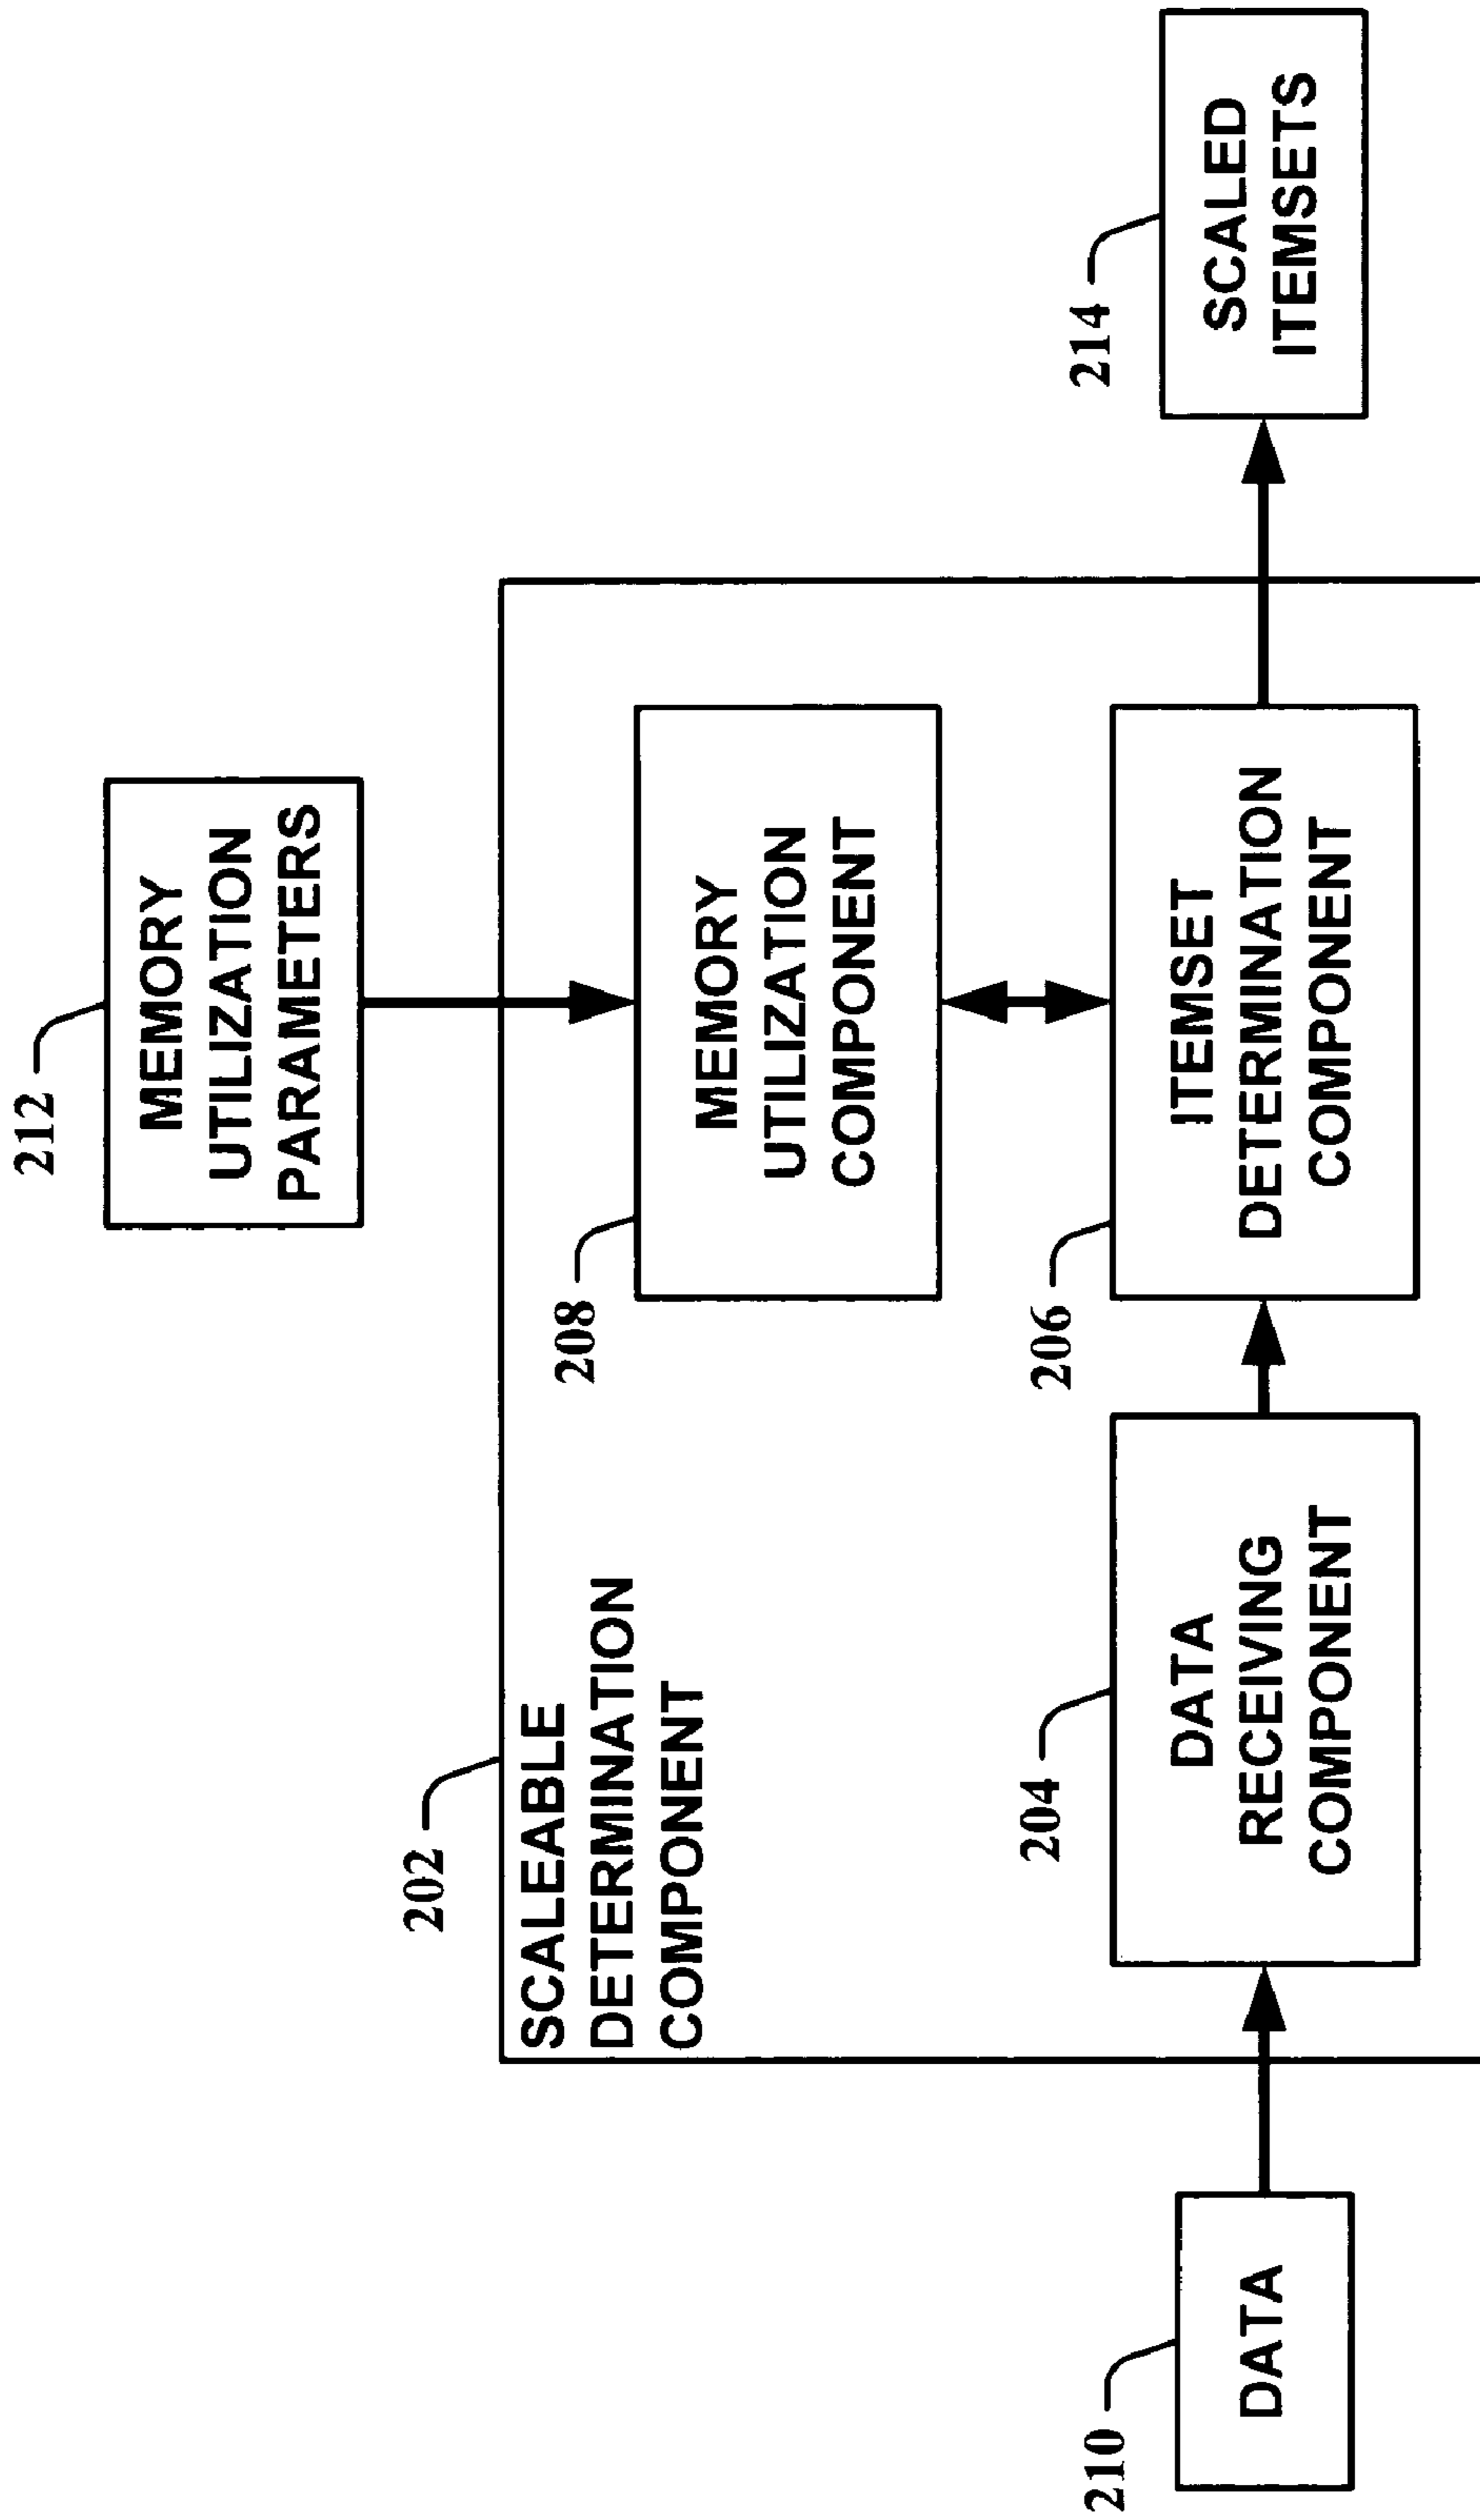 212
MEMORY
UTILIZATION
PARAMETERS
202
SCALEABLE
DETERMINATION
COMPONENT
208
MEMORY
UTILIZATION
COMPONENT
210
DATA
204
DATA
RECEIVING
COMPONENT
206
ITEMSET
DETERMINATION
COMPONENT
214
SCALED
ITEMSETS